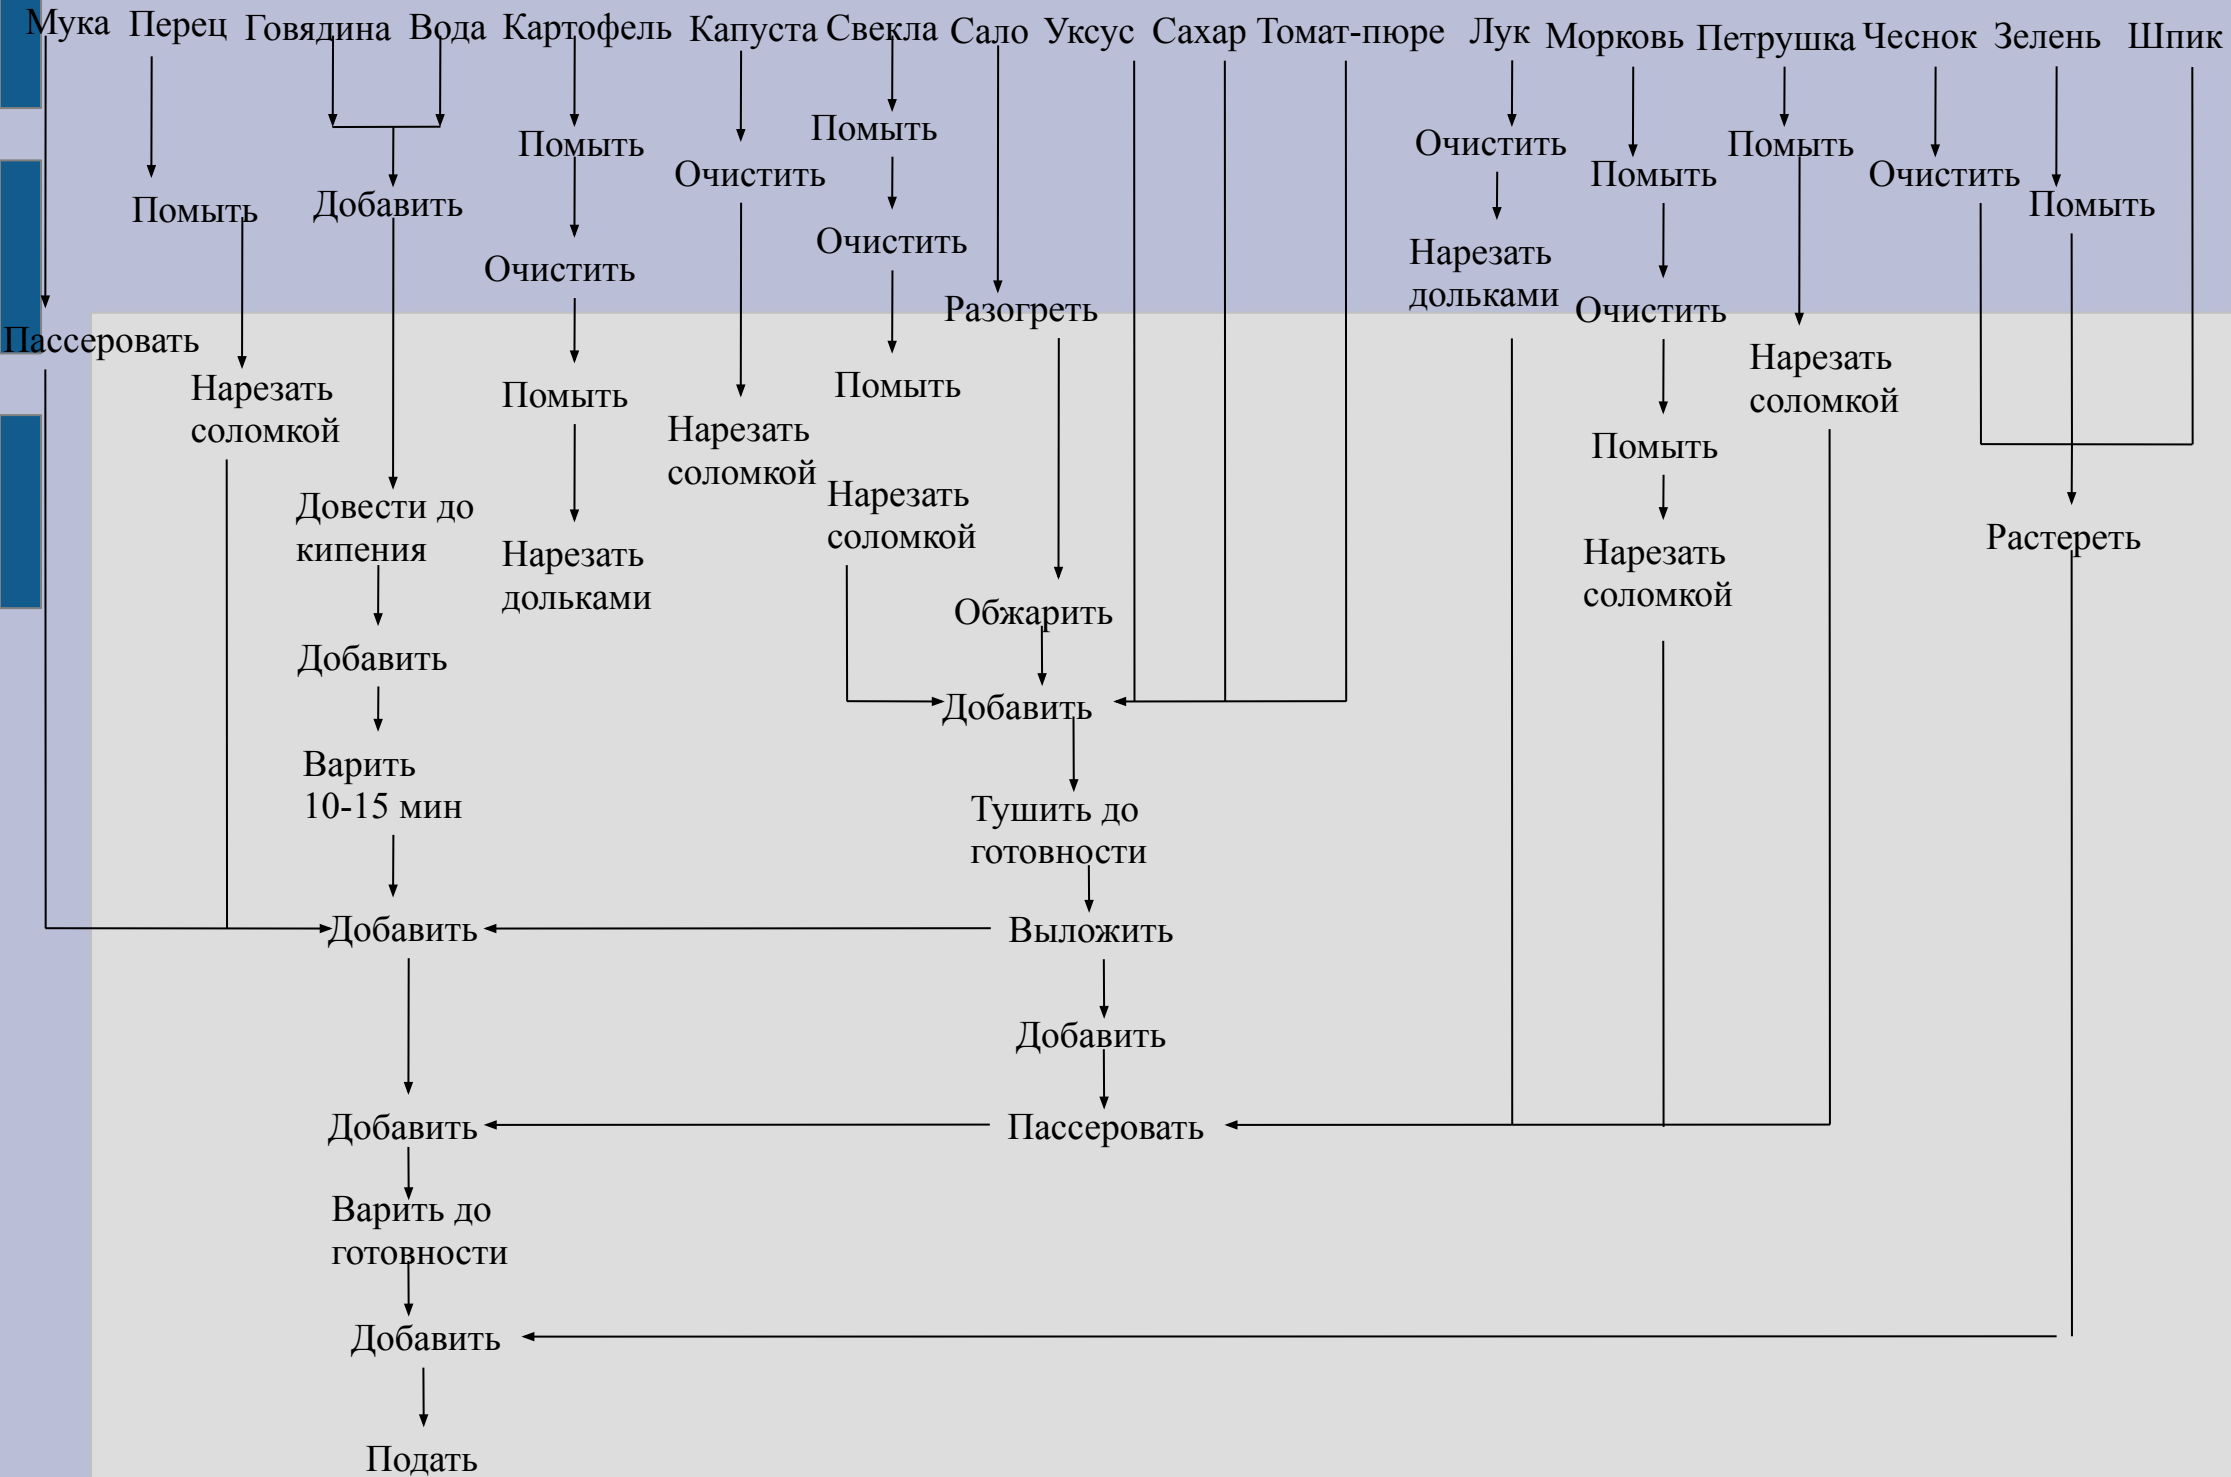 Мука Перец Говядина Вода Картофель Капуста Свекла Сало Уксус Сахар Томат-пюре Лук Морковь Петрушка Чеснок Зелень Шпик
Помыть
Помыть
Очистить
Помыть
Очистить
Помыть
Помыть
Очистить
Помыть
Добавить
Помыть
Очистить
Нарезать
дольками
Очистить
Разогреть
Очистить
Пассеровать
Нарезать
соломкой
Нарезать
соломкой
Помыть
Помыть
Нарезать
соломкой
Помыть
Нарезать
соломкой
Довести до
кипения
Растереть
Нарезать
дольками
Нарезать
соломкой
Обжарить
Добавить
Добавить
Варить
10-15 мин
Тушить до
готовности
Добавить
Выложить
Добавить
Добавить
Пассеровать
Варить до
готовности
Добавить
Подать